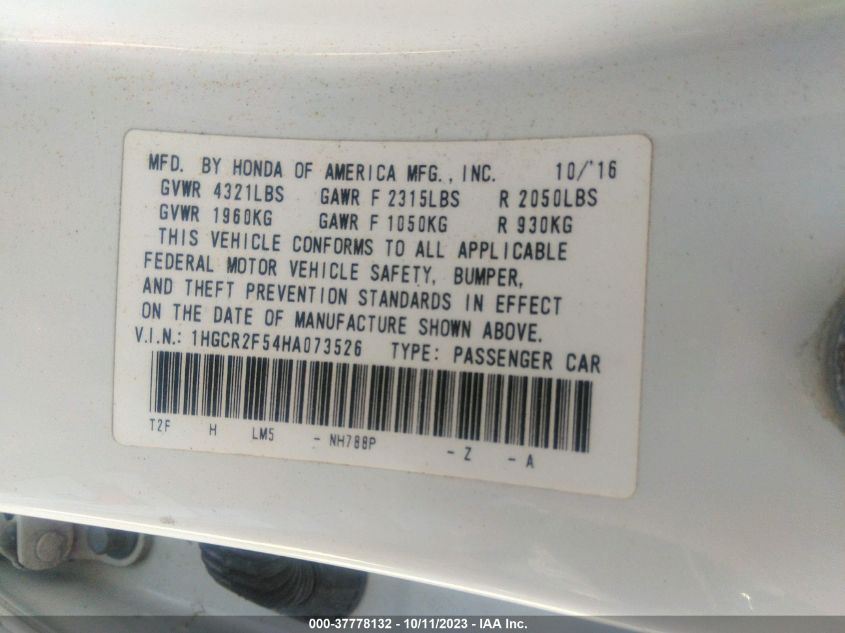 MFD. BY HONDA OF AMERICA MFG., INC. 10/'16
GVWR 4321LBS GAWR F 2315LBS R 2050LBS
GVWR 1960KG GAWR F 1050KG R 930KG
THIS VEHICLE CONFORMS TO ALL APPLICABLE
FEDERAL MOTOR VEHICLE SAFETY, BUMPER,
AND THEFT PREVENTION STANDARDS IN EFFECT
ON THE DATE OF MANUFACTURE SHOWN ABOVE.
V.I.N.: 1HGCR2F54HA073526 TYPE: PASSENGER CAR
T2F H LM5 - NH788P - Z - A
000-37778132 - 10/11/2023 - IAA Inc.